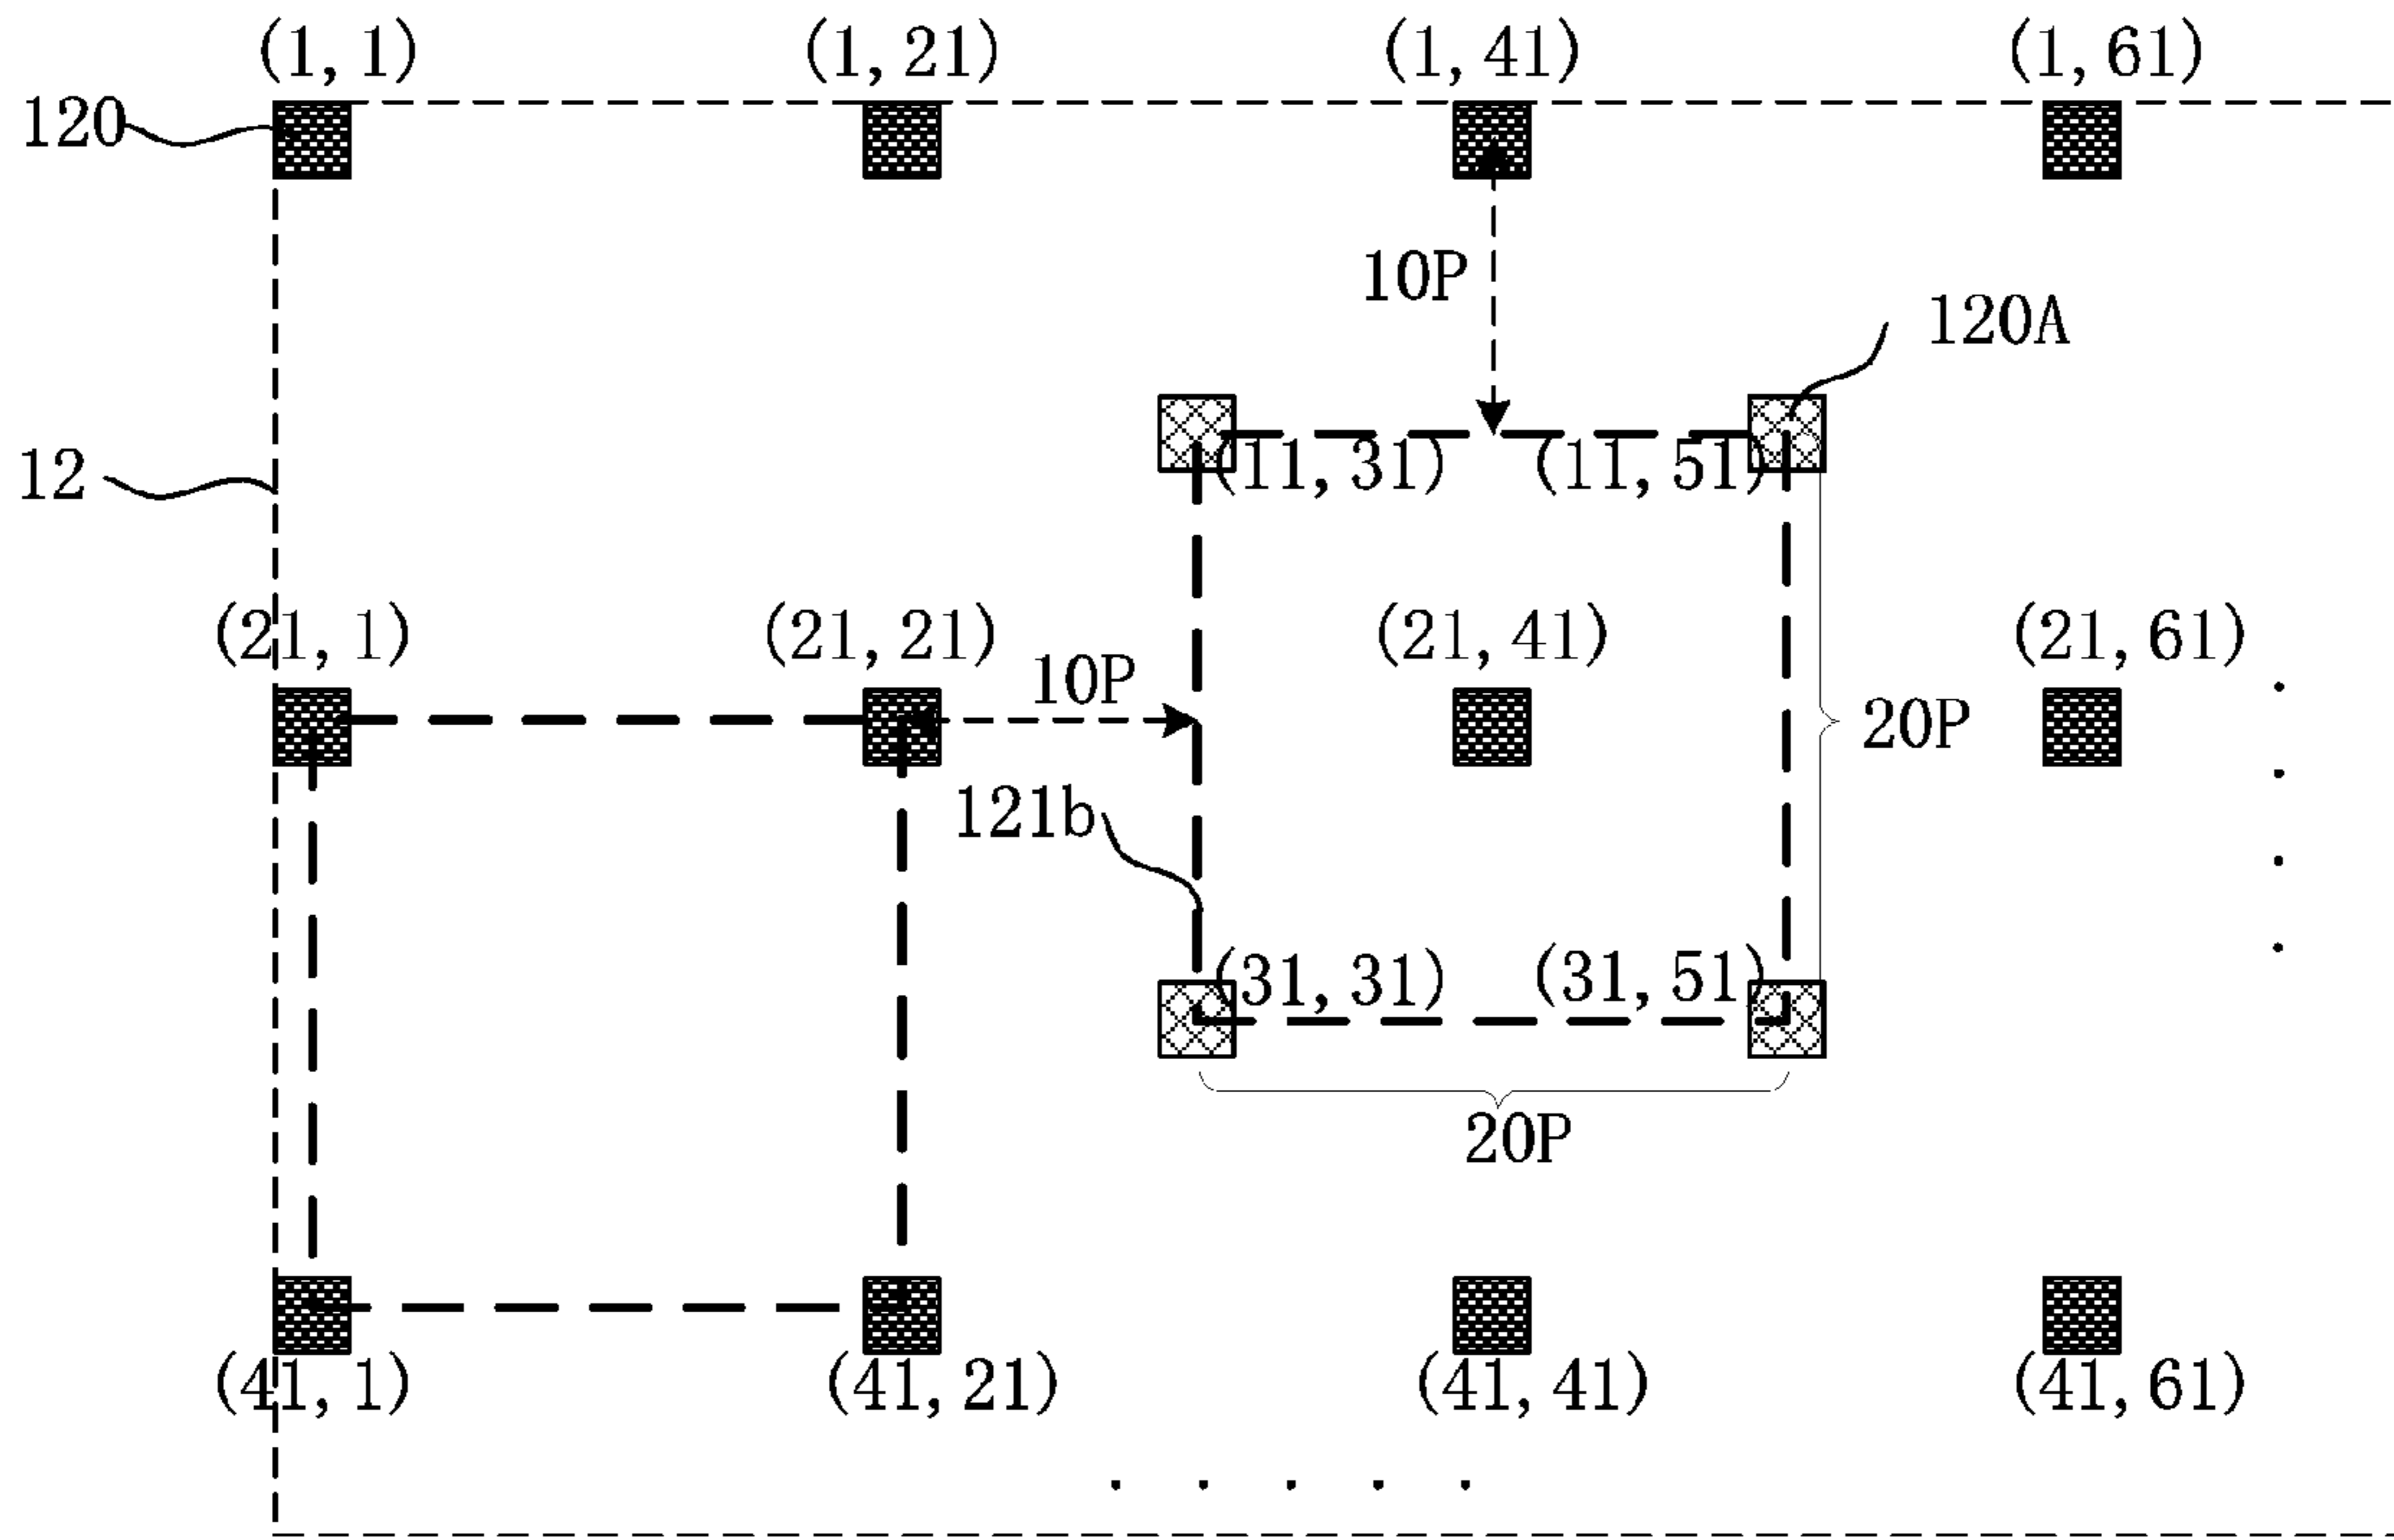 (1, 1) (1, 21) (1, 41) (1, 61)
120
10P
120A
12
(11, 31) (11, 51)
(21, 1) (21, 21) (21, 41) (21, 61)
10P
20P
121b
(31, 31) (31, 51)
20P
(41, 1) (41, 21) (41, 41) (41, 61)